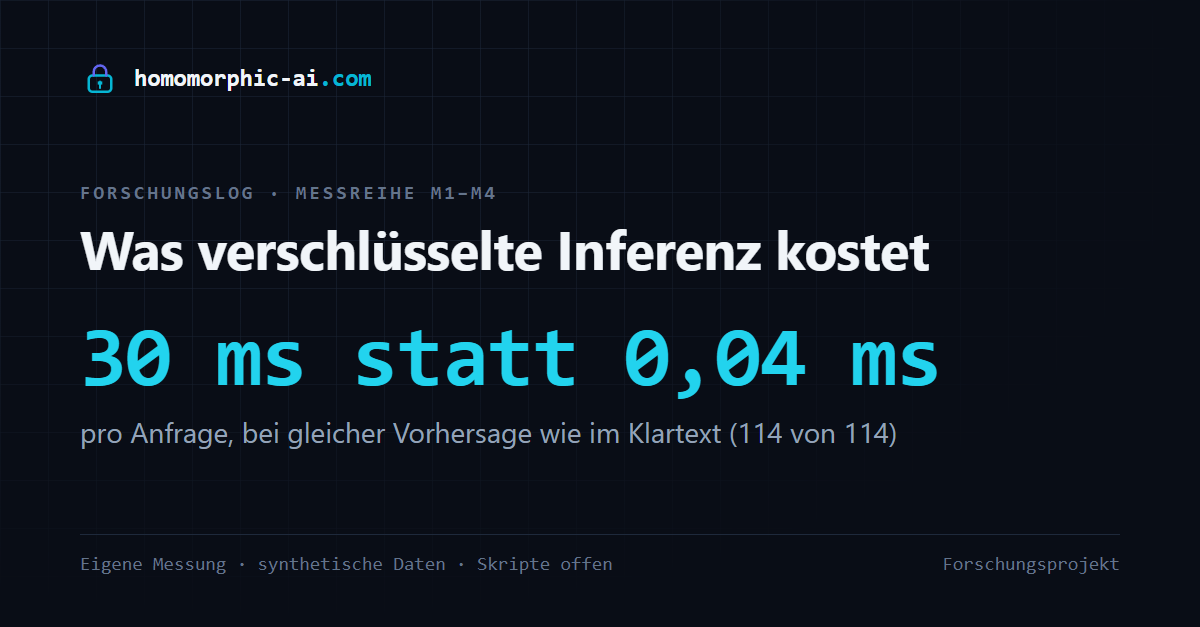 homomorphic-ai.com
FORSCHUNGSLOG · MESSREIHE M1–M4
Was verschlüsselte Inferenz kostet
30 ms statt 0,04 ms
pro Anfrage, bei gleicher Vorhersage wie im Klartext (114 von 114)
Eigene Messung · synthetische Daten · Skripte offen
Forschungsprojekt